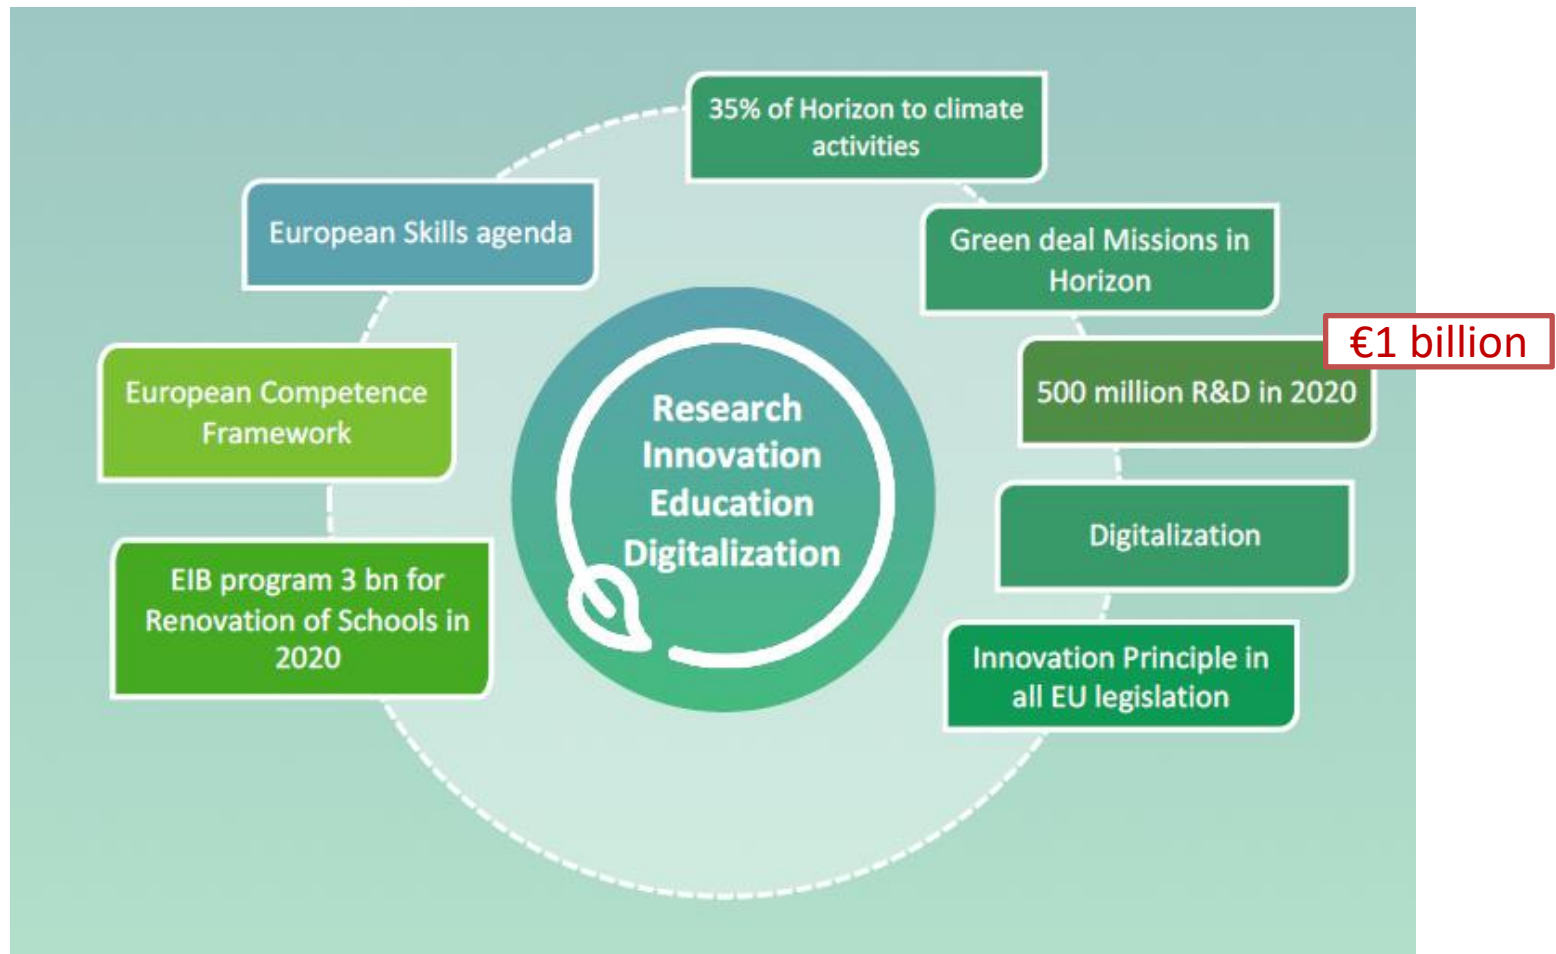 35% of Horizon to climate
activities
European Skills agenda
Green deal Missions in
Horizon
€1 billion
European Competence
Framework
Research
Innovation
Education
Digitalization
500 million R&D in 2020
Digitalization
EIB program 3 bn for
Renovation of Schools in
2020
Innovation Principle in
all EU legislation